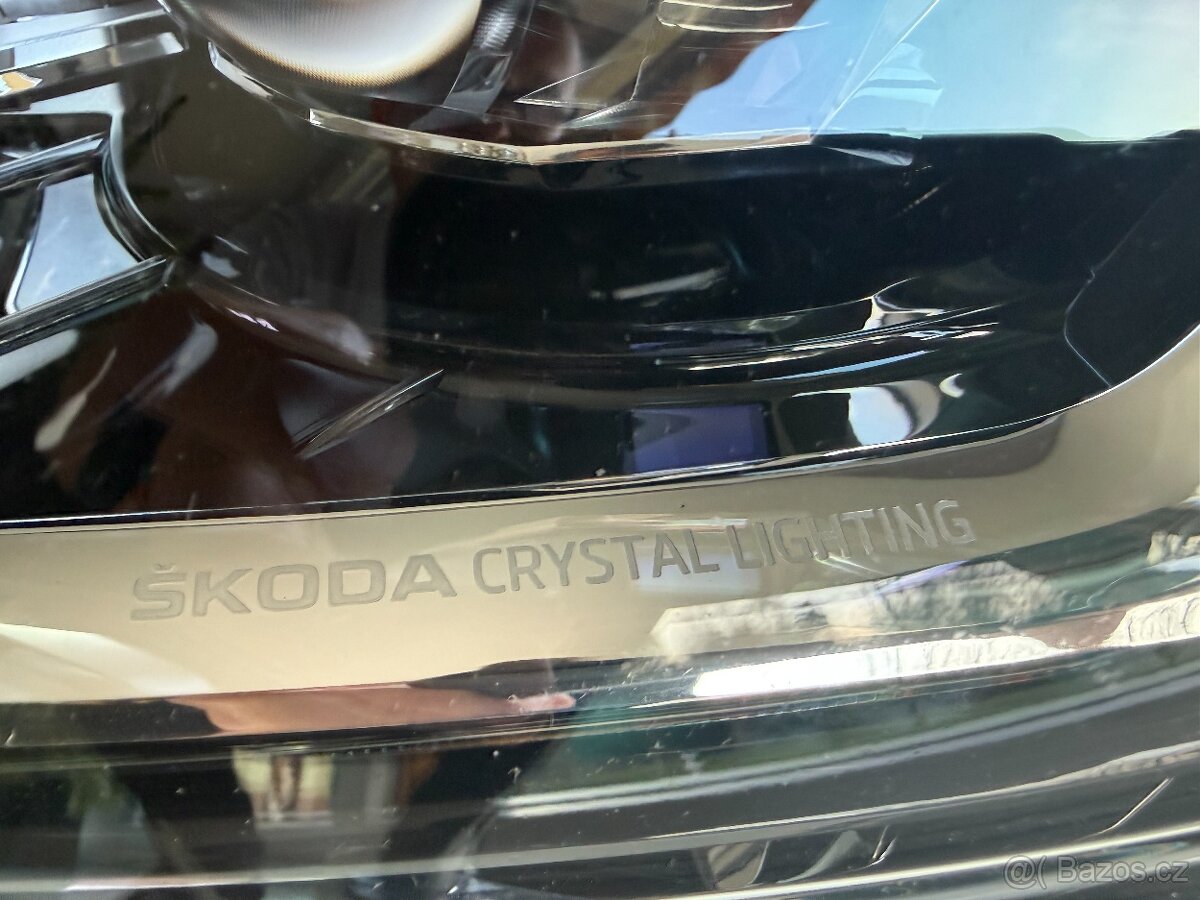 ŠKODA CRYSTAL LIGHTING
@( Bazos.cz